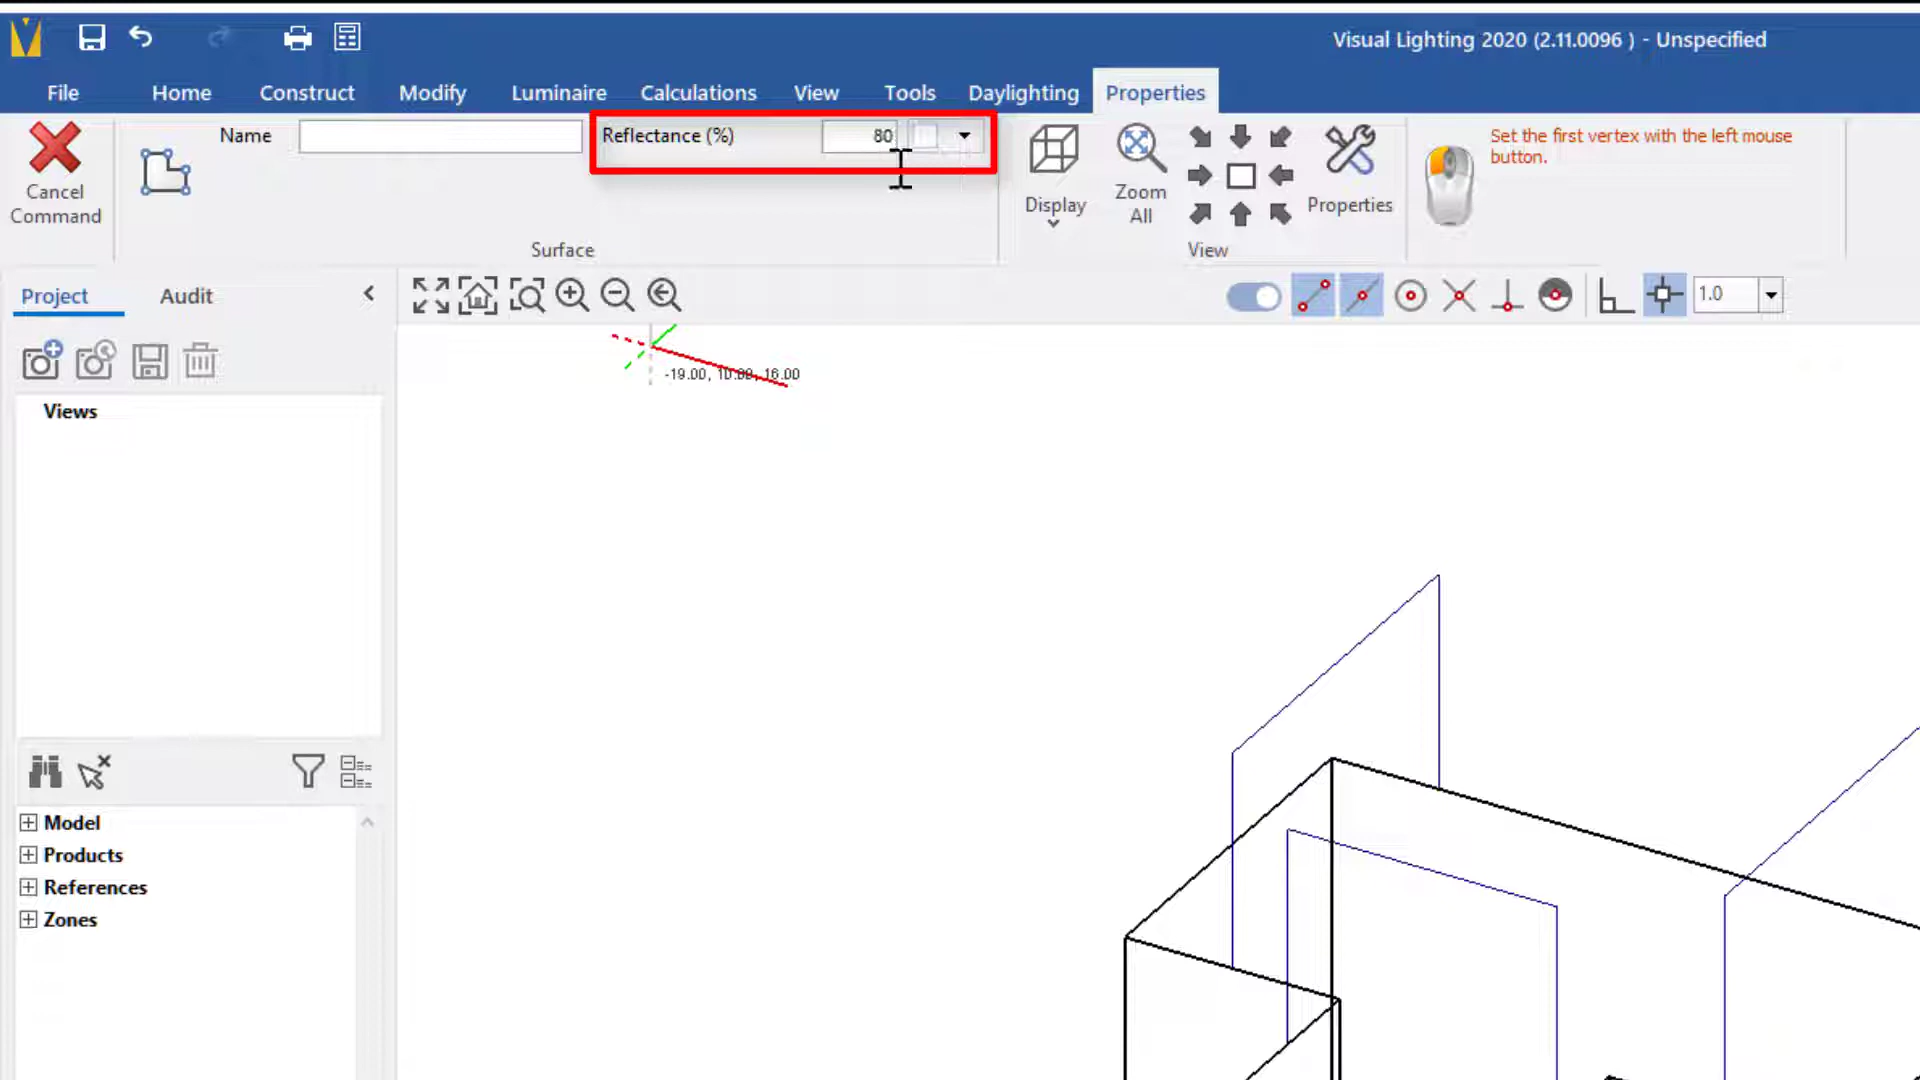 Visual Lighting 2020 (2.11.0096 ) - Unspecified
File Home Construct Modify Luminaire Calculations View Tools Daylighting Properties
Cancel Command
Name
Reflectance (%) 80
Surface
Display
Zoom All
Properties
View
Set the first vertex with the left mouse
button.
Project Audit
1.0
-19.00, 10.00, 16.00
Views
Model
Products
References
Zones